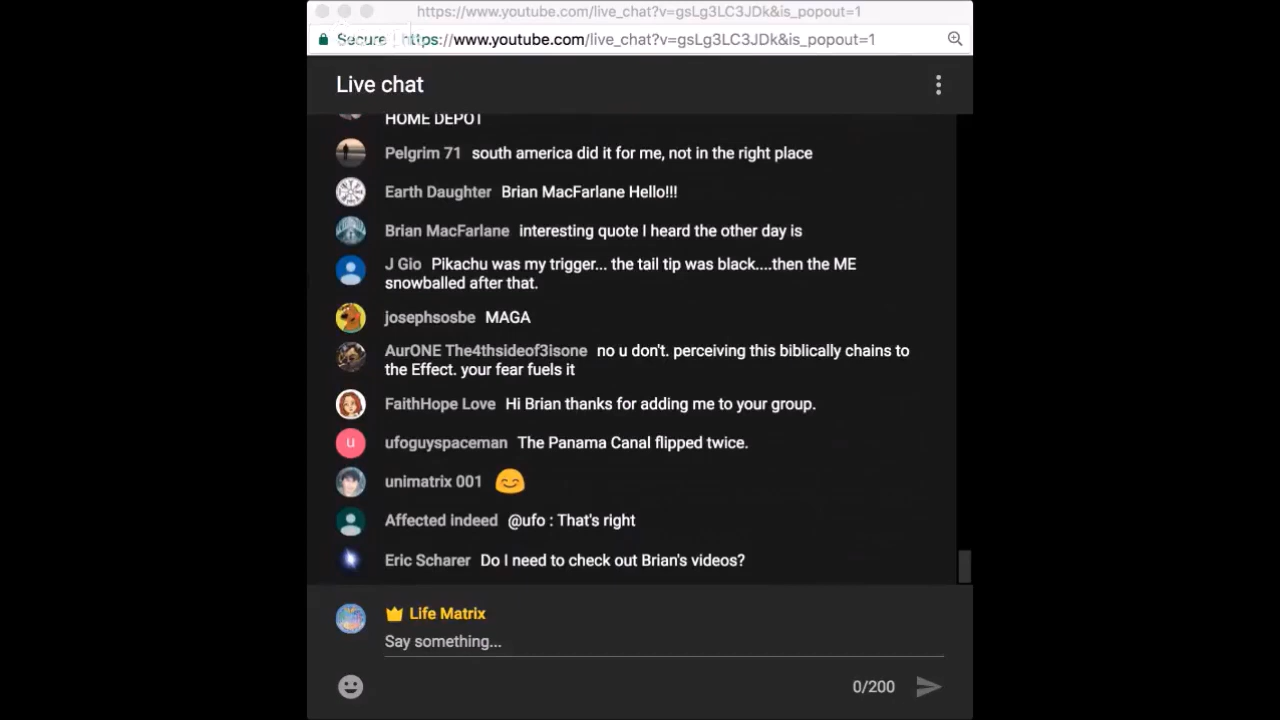 https://www.youtube.com/live_chat?v=gsLg3LC3JDk&is_popout=1
Secure https://www.youtube.com/live_chat?v=gsLg3LC3JDk&is_popout=1
Live chat
HOME DEPOT
Pelgrim 71 south america did it for me, not in the right place
Earth Daughter Brian MacFarlane Hello!!!
Brian MacFarlane interesting quote I heard the other day is
J Gio Pikachu was my trigger... the tail tip was black....then the ME
snowballed after that.
josephsosbe MAGA
AurONE The4thsideof3isone no u don't. perceiving this biblically chains to
the Effect. your fear fuels it
FaithHope Love Hi Brian thanks for adding me to your group.
u ufoguyspaceman The Panama Canal flipped twice.
unimatrix 001 😊
Affected indeed @ufo : That's right
Eric Scharer Do I need to check out Brian's videos?
Life Matrix
Say something...
0/200